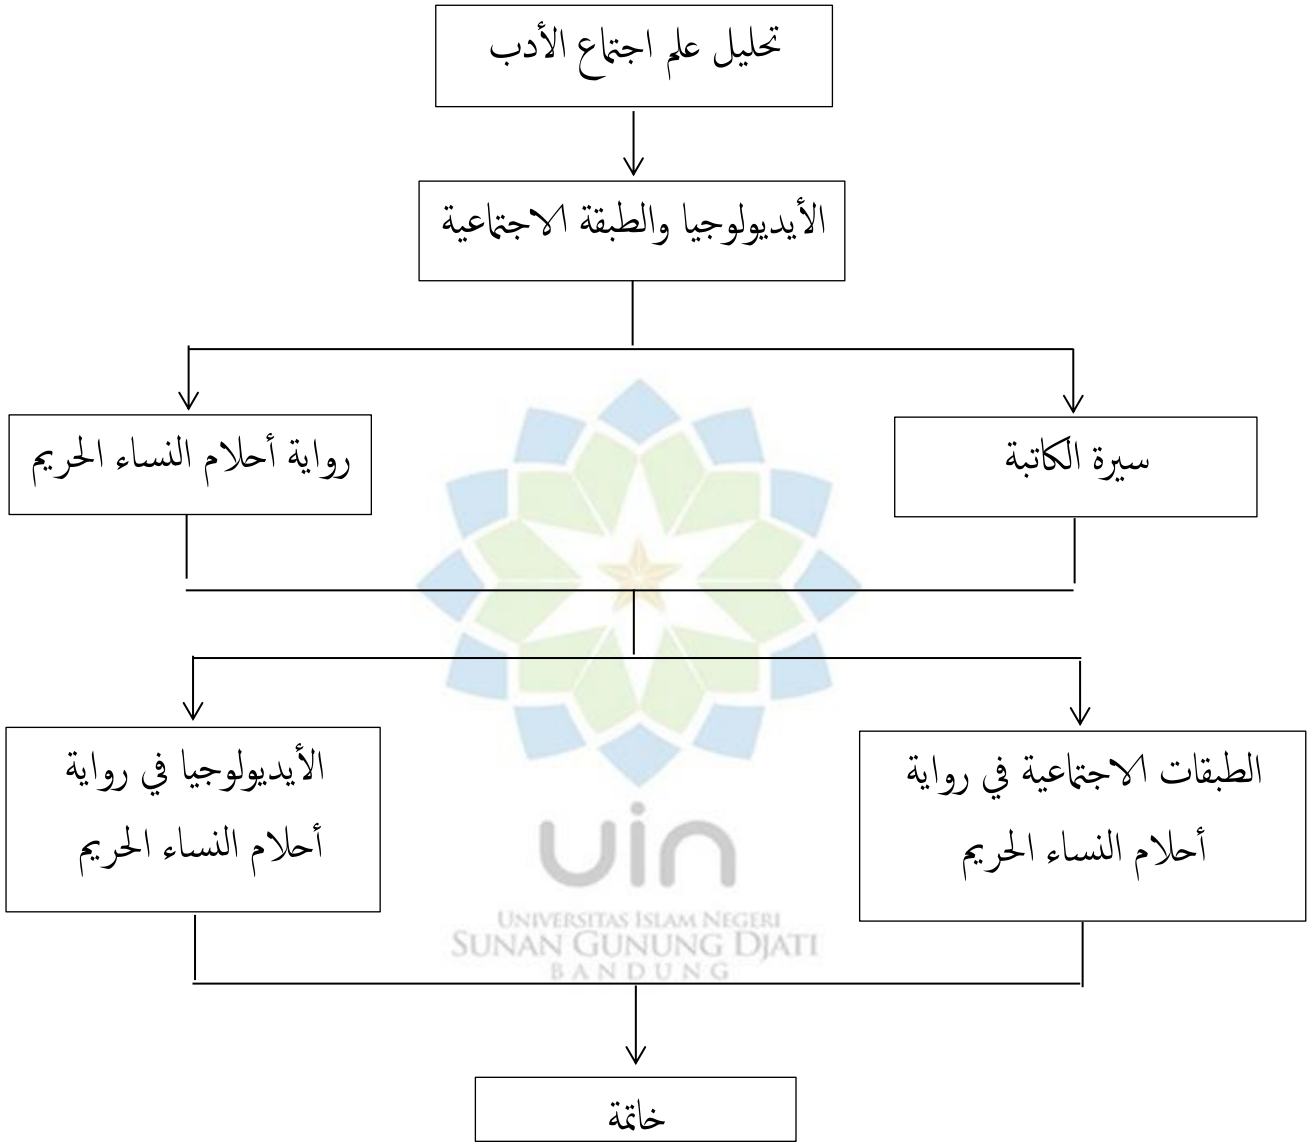 تحليل علم اجتماع الأدب
الأيديولوجيا والطبقة الاجتماعية
سيرة الكاتبة
رواية أحلام النساء الحريم
الطبقات الاجتماعية في رواية
أحلام النساء الحريم
الأيديولوجيا في رواية
أحلام النساء الحريم
uin
UNIVERSITAS ISLAM NEGERI
SUNAN GUNUNG DJATI
BANDUNG
خاتمة